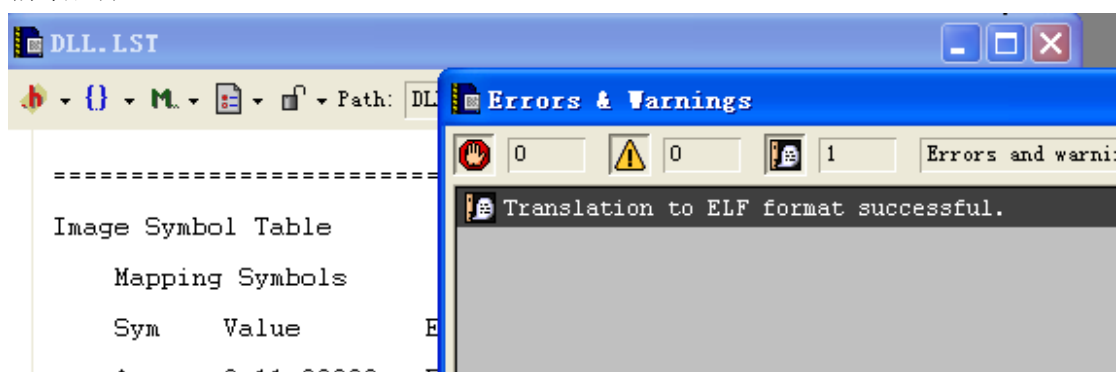 DLL.LST
Path: DL
Errors & Warnings
0
0
1
Errors and warni
==========================
Image Symbol Table
Mapping Symbols
Sym Value E
Translation to ELF format successful.